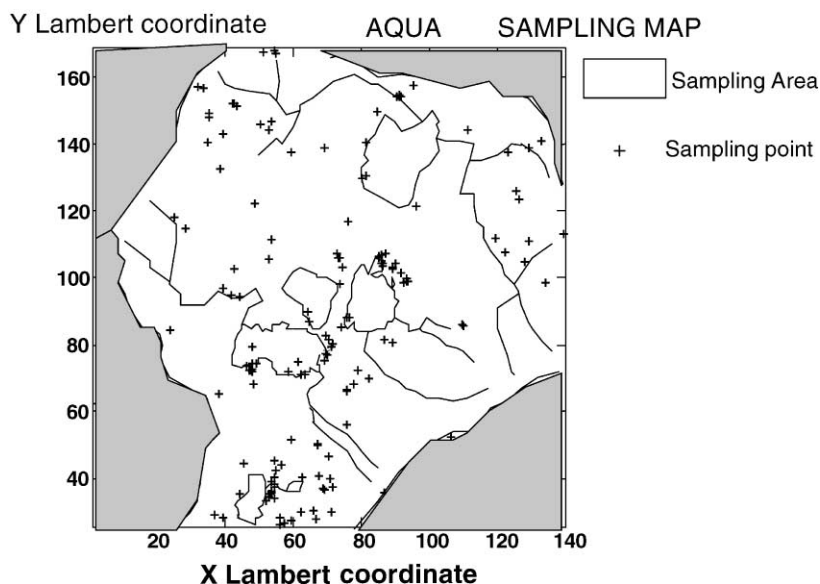 Y Lambert coordinate AQUA SAMPLING MAP
160
140
120
100
80
60
40
20 40 60 80 100 120 140
X Lambert coordinate
Sampling Area
Sampling point